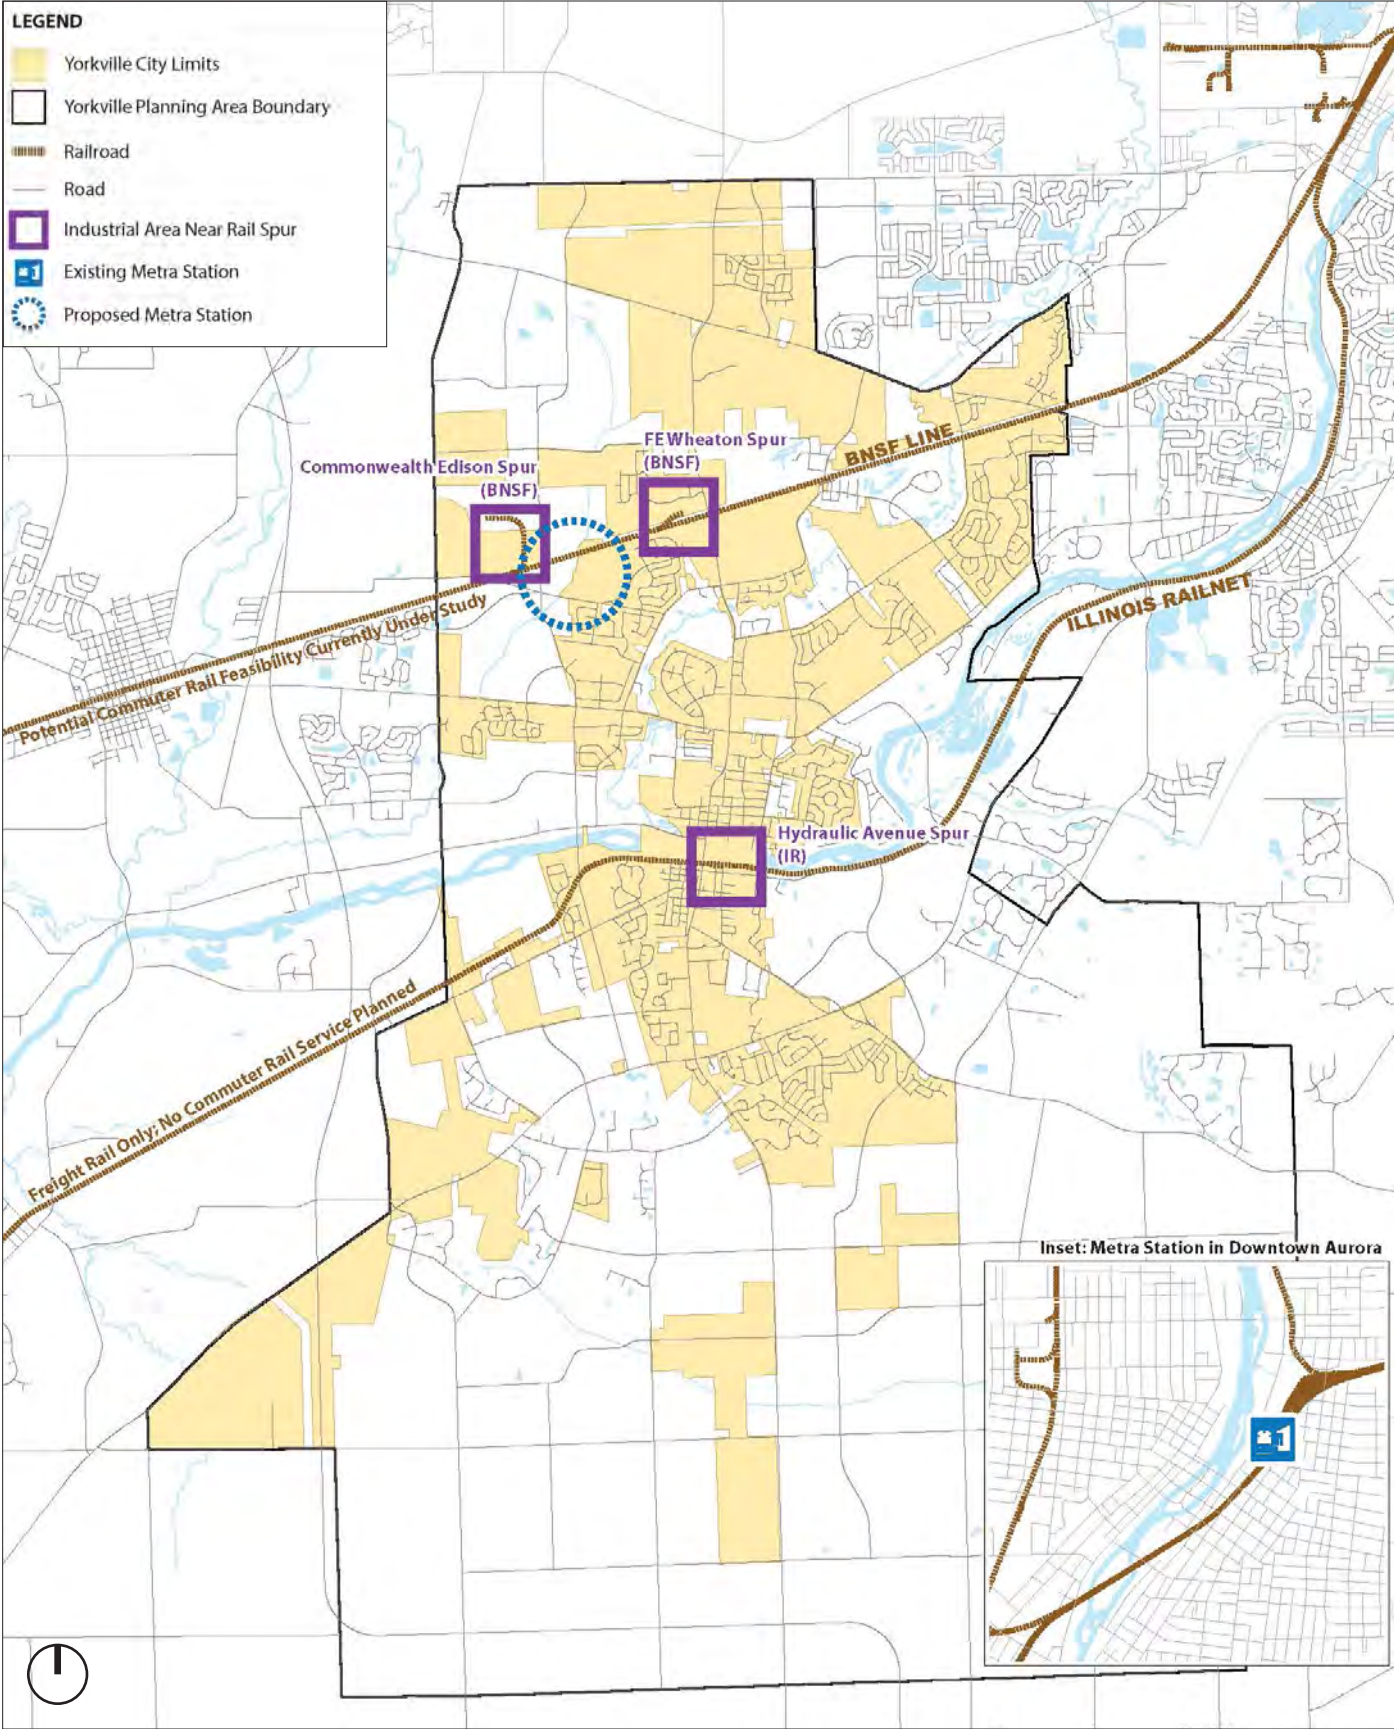 LEGEND
Yorkville City Limits
Yorkville Planning Area Boundary
Railroad
Road
Industrial Area Near Rail Spur
Existing Metra Station
Proposed Metra Station
FE Wheaton Spur
(BNSF)
BNSF LINE
Commonwealth Edison Spur
(BNSF)
ILLINOIS RAILNET
Potential Commuter Rail Feasibility Currently Under Study
Hydraulic Avenue Spur
(IR)
Freight Rail Only; No Commuter Rail Service Planned
Inset: Metra Station in Downtown Aurora